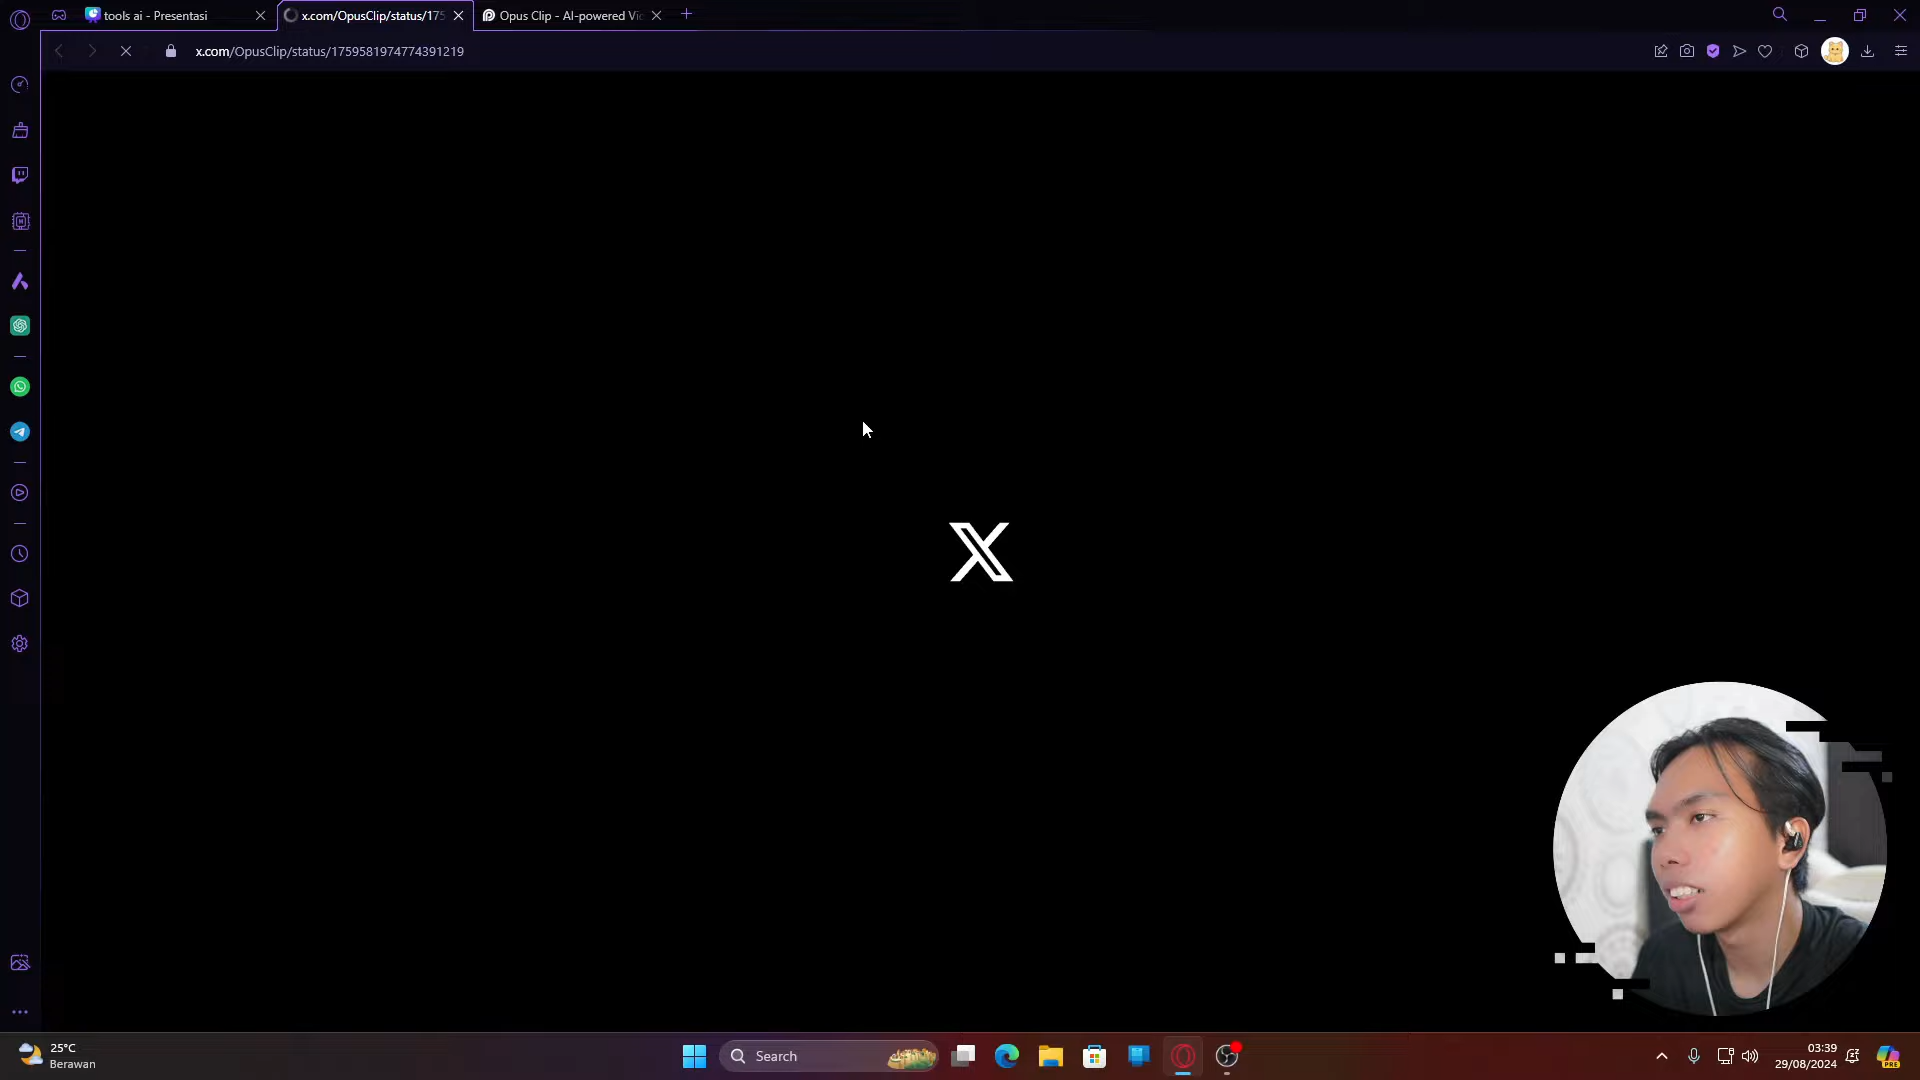 tools ai - Presentasi
x.com/OpusClip/status/175
Opus Clip - AI-powered Vi
x.com/OpusClip/status/1759581974774391219
X
25°C
Berawan
Search
PRE
03:39
29/08/2024